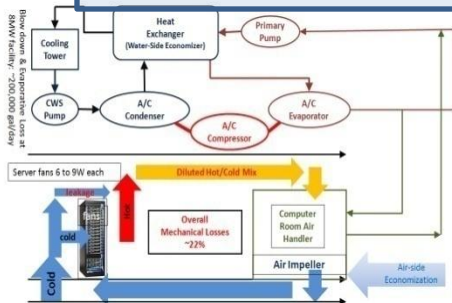 Blow down & Evaporative Loss at
8MW facility: ~200,000 gal/day
Cooling
Tower
Heat
Exchanger
(Water-Side Economizer)
Primary
Pump
CWS
Pump
A/C
Condenser
A/C
Evaporator
A/C
Compressor
Server fans 6 to 9W each
Diluted Hot/Cold Mix
leakage
fans
Hot
cold
Cold
Overall
Mechanical Losses
~22%
Computer
Room Air
Handler
Air Impeller
Air-side
Economization
Cold